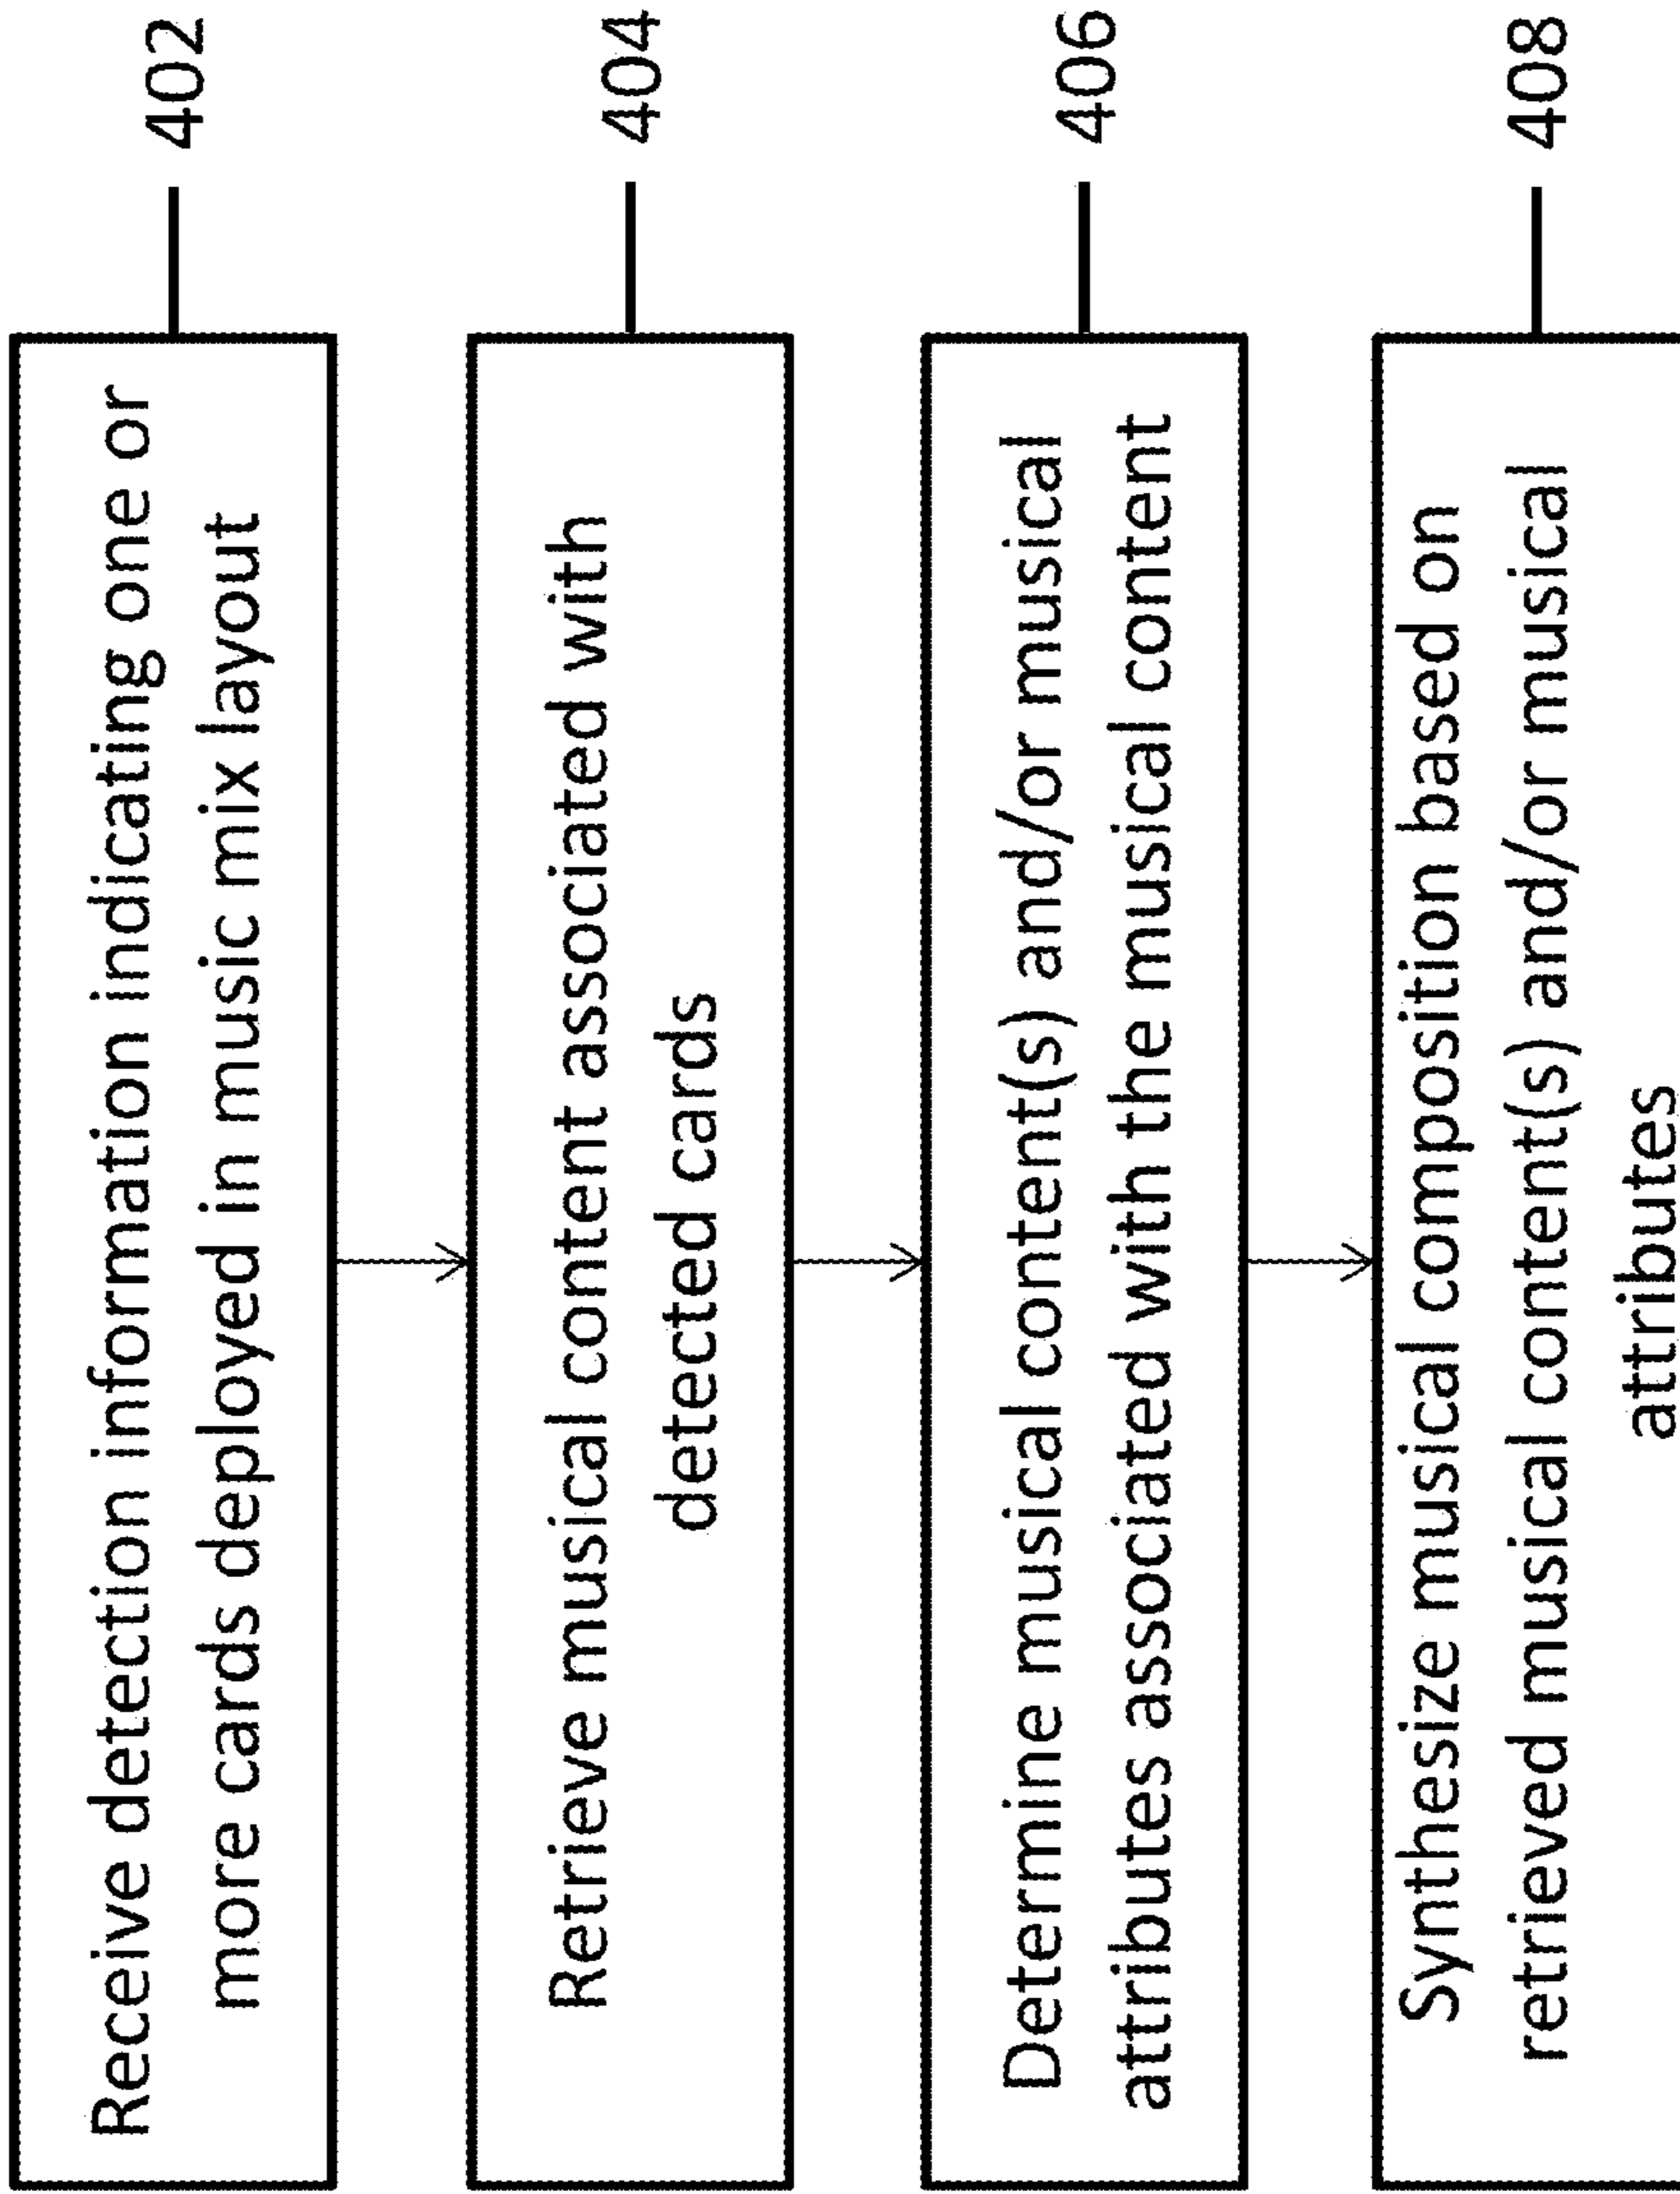 Receive detection information indicating one or
more cards deployed in music mix layout
402
Retrieve musical content associated with
detected cards
404
Determine musical content(s) and/or musical
attributes associated with the musical content
406
Synthesize musical composition based on
retrieved musical content(s) and/or musical
attributes
408